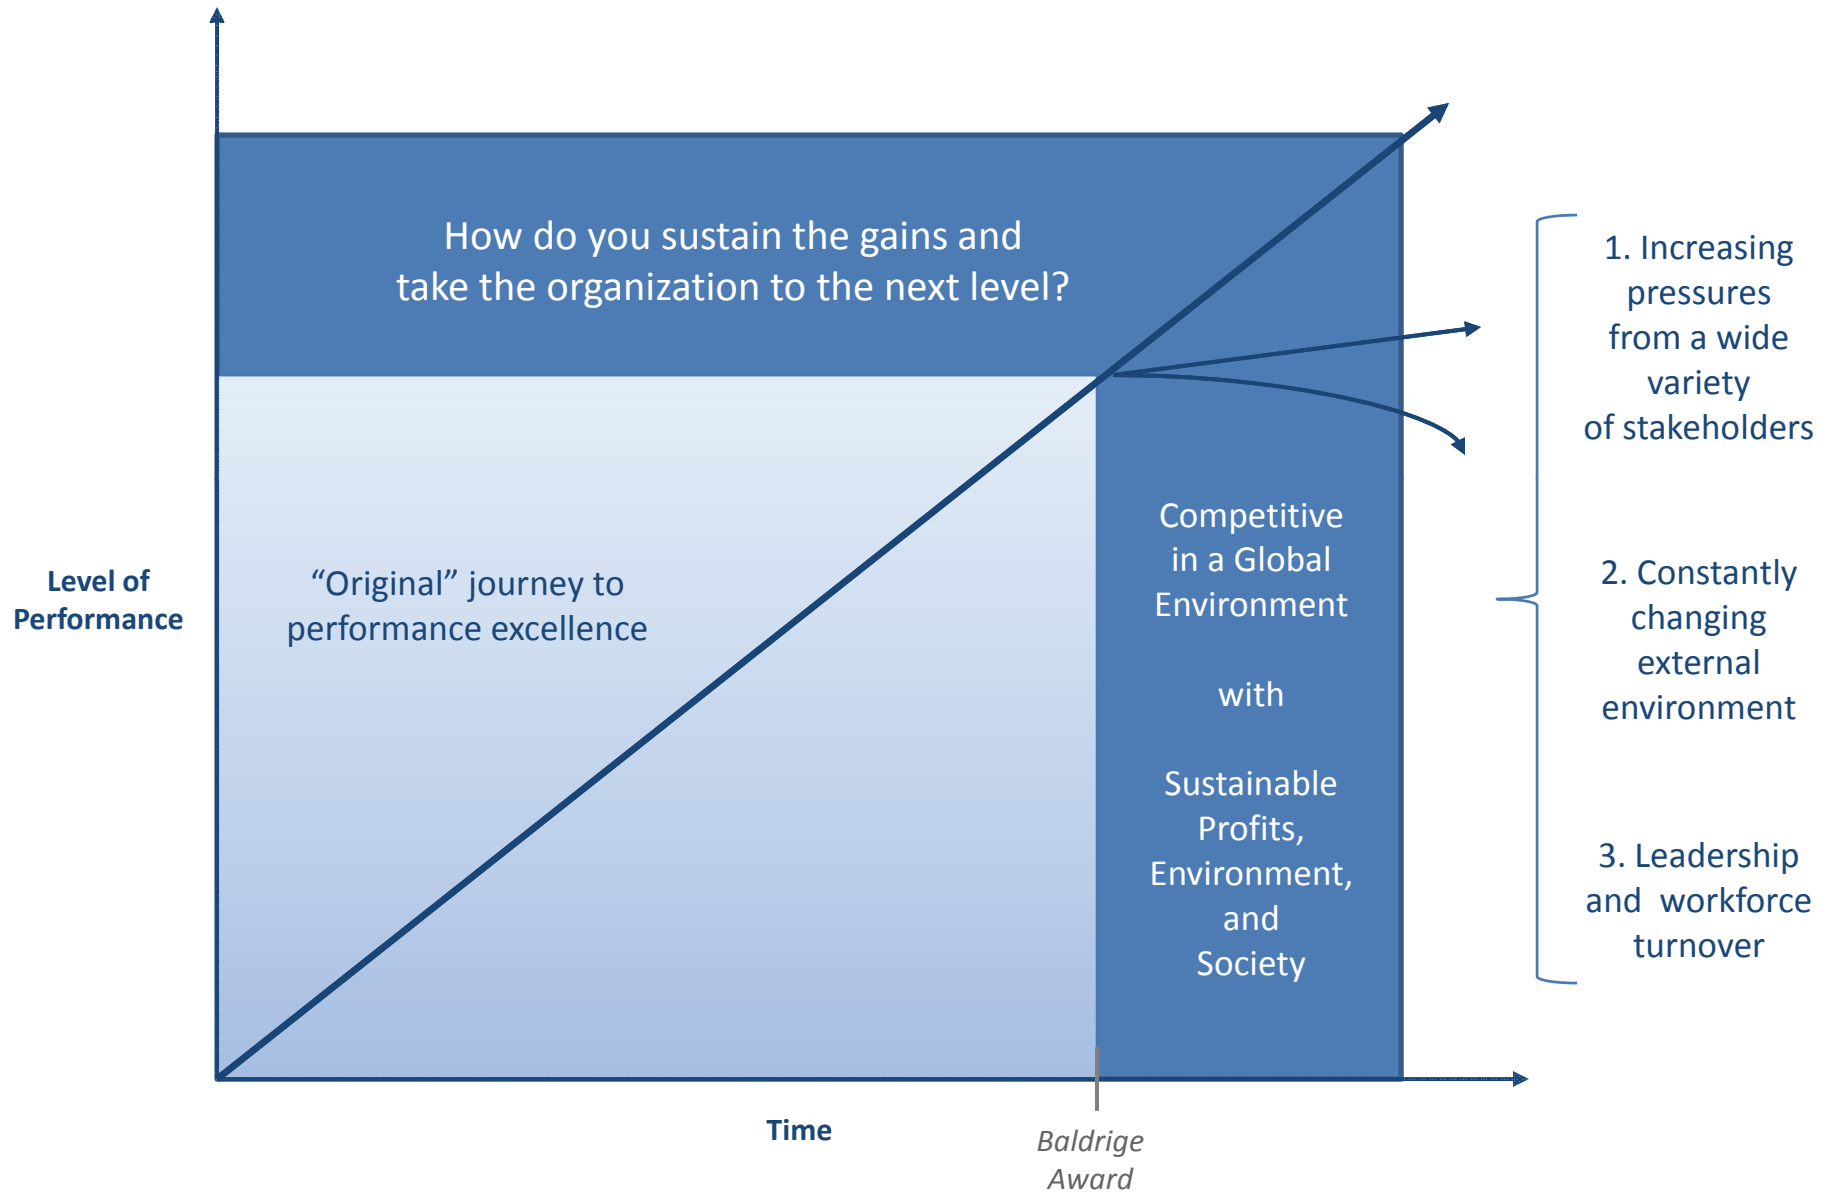 How do you sustain the gains and
take the organization to the next level?
“Original” journey to
performance excellence
Level of
Performance
Competitive
in a Global
Environment
with
Sustainable
Profits,
Environment,
and
Society
1. Increasing
pressures
from a wide
variety
of stakeholders
2. Constantly
changing
external
environment
3. Leadership
and workforce
turnover
Time
Baldrige
Award